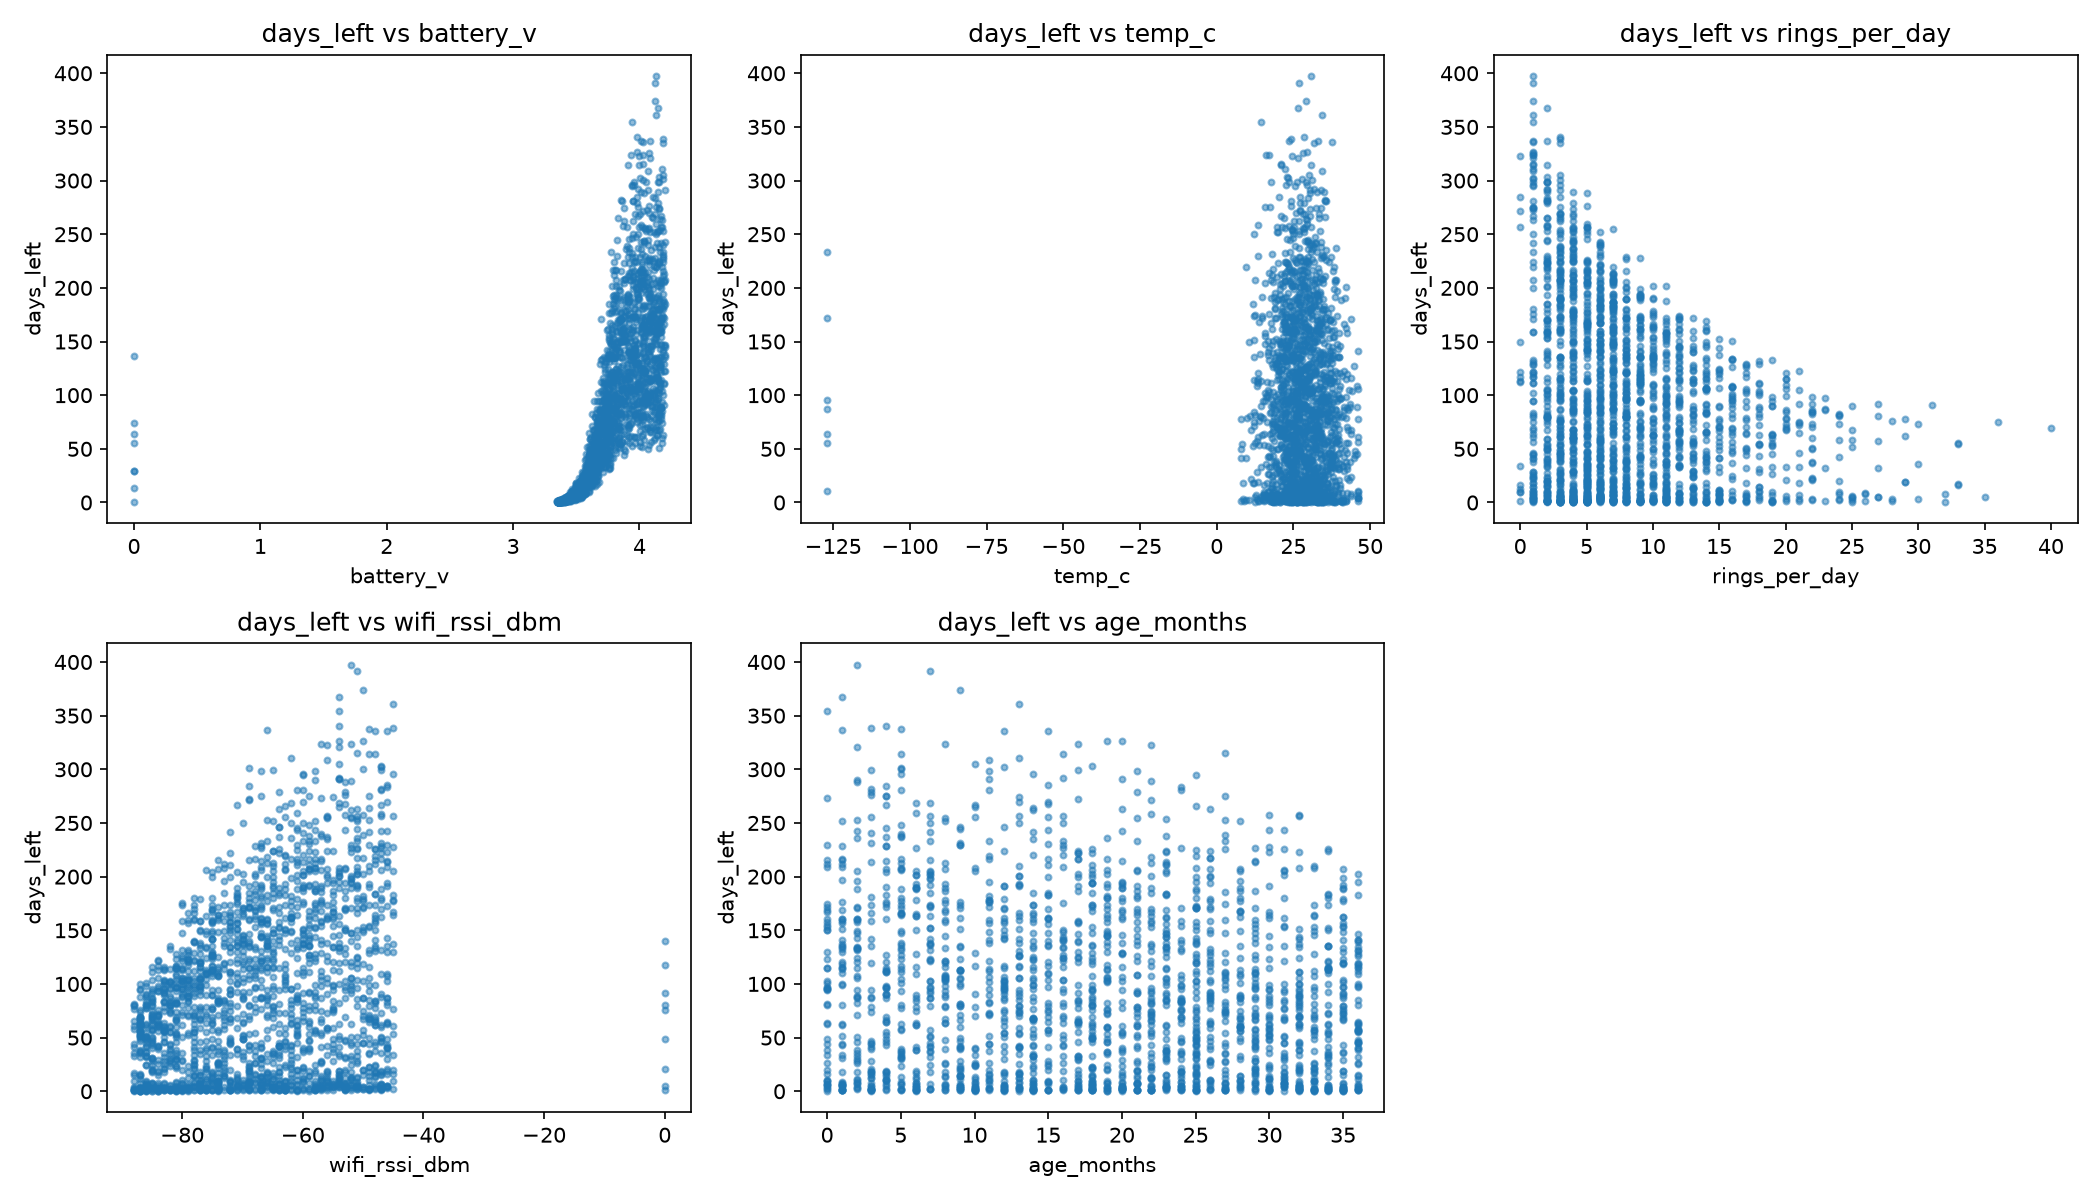 days_left vs battery_v
days_left
400
350
300
250
200
150
100
50
0
0 1 2 3 4
battery_v
days_left vs temp_c
days_left
400
350
300
250
200
150
100
50
0
−125 −100 −75 −50 −25 0 25 50
temp_c
days_left vs rings_per_day
days_left
400
350
300
250
200
150
100
50
0
0 5 10 15 20 25 30 35 40
rings_per_day
days_left vs wifi_rssi_dbm
days_left
400
350
300
250
200
150
100
50
0
−80 −60 −40 −20 0
wifi_rssi_dbm
days_left vs age_months
days_left
400
350
300
250
200
150
100
50
0
0 5 10 15 20 25 30 35
age_months